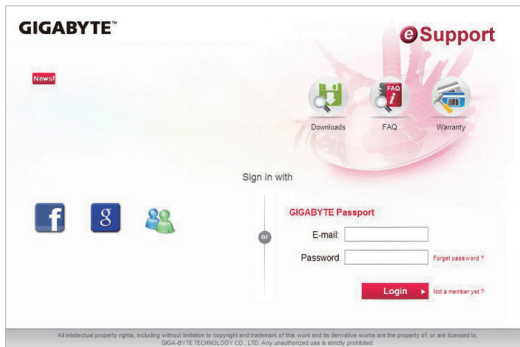 GIGABYTE™
eSupport
News!
FAQ
Downloads
FAQ
Warranty
Sign in with
GIGABYTE Passport
or
E-mail:
Password
Forget password ?
Login
Not a member yet ?
All intellectual property rights, including without limitation to copyright and trademark of this work and its derivative works are the property of, or are licensed to,
GIGA-BYTE TECHNOLOGY CO., LTD. Any unauthorized use is strictly prohibited.